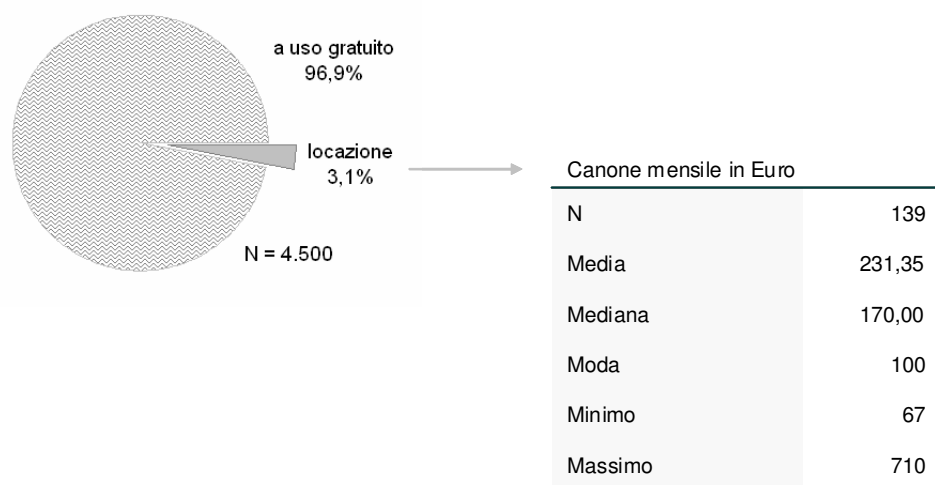 a uso gratuito
96,9%
locazione
3,1%
N = 4.500
Canone mensile in Euro
N 139
Media 231,35
Mediana 170,00
Moda 100
Minimo 67
Massimo 710